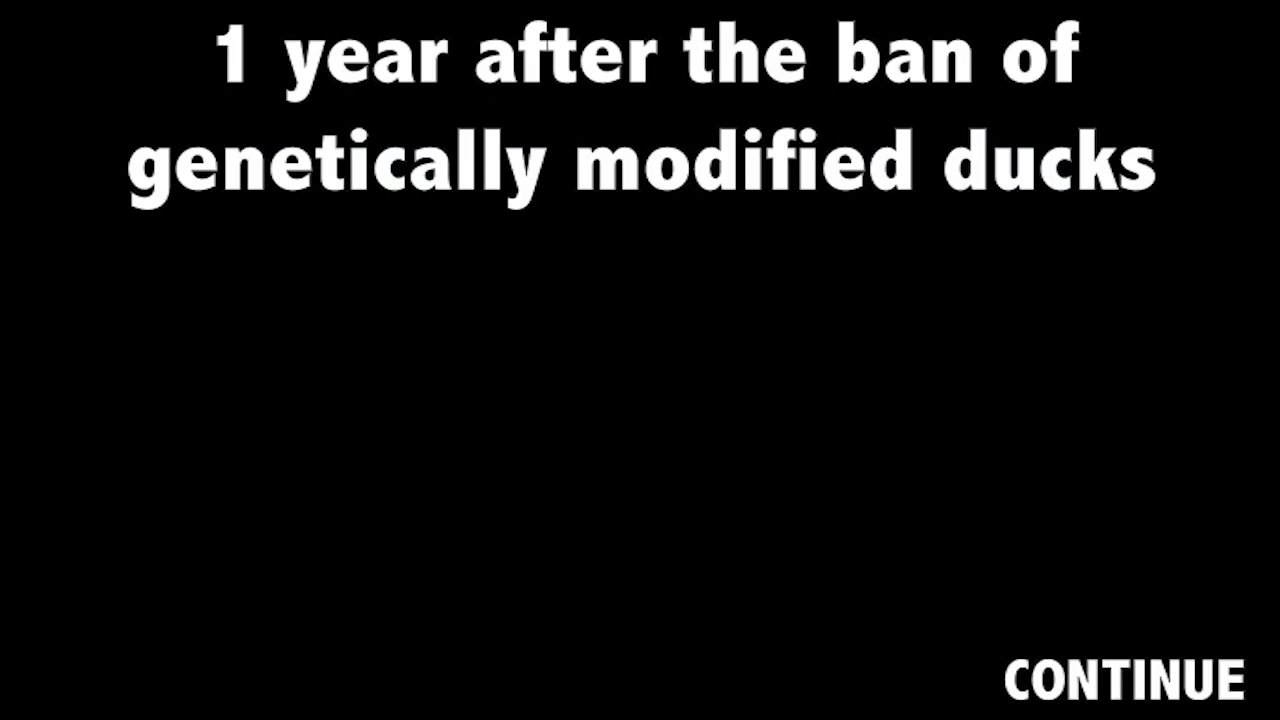 1 year after the ban of
genetically modified ducks
CONTINUE